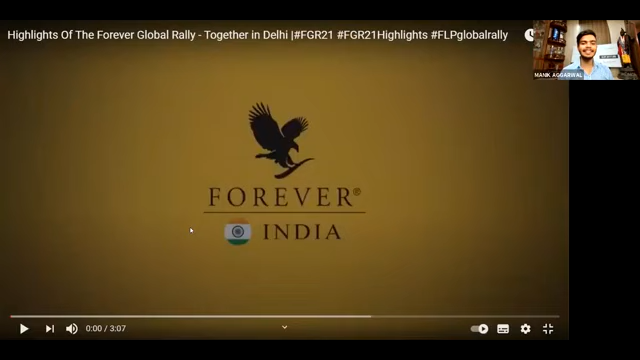 Highlights Of The Forever Global Rally - Together in Delhi |#FGR21 #FGR21Highlights #FLPglobalrally
MANIK AGGARWAL
FOREVER®
INDIA
0:00 / 3:07